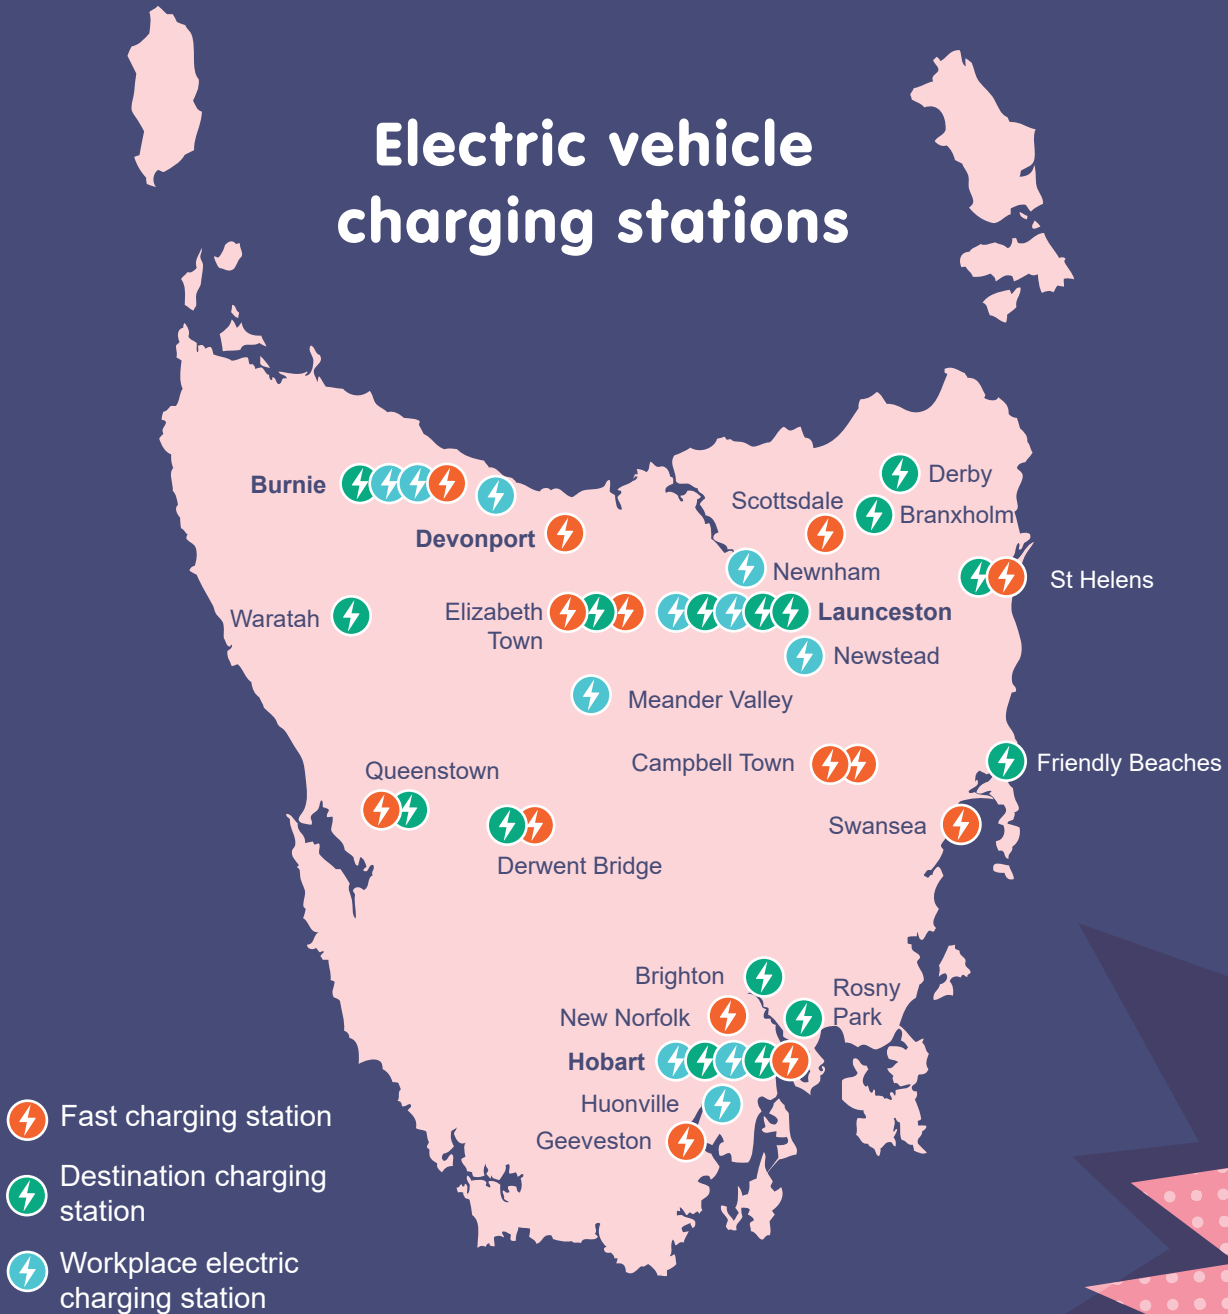 Electric vehicle
charging stations
Burnie
Devonport
Scottsdale
Derby
Branxholm
Newnham
St Helens
Waratah
Elizabeth
Town
Launceston
Newstead
Meander Valley
Queenstown
Campbell Town
Friendly Beaches
Swansea
Derwent Bridge
Brighton
Rosny
Park
New Norfolk
Hobart
Huonville
Geeveston
Fast charging station
Destination charging
station
Workplace electric
charging station